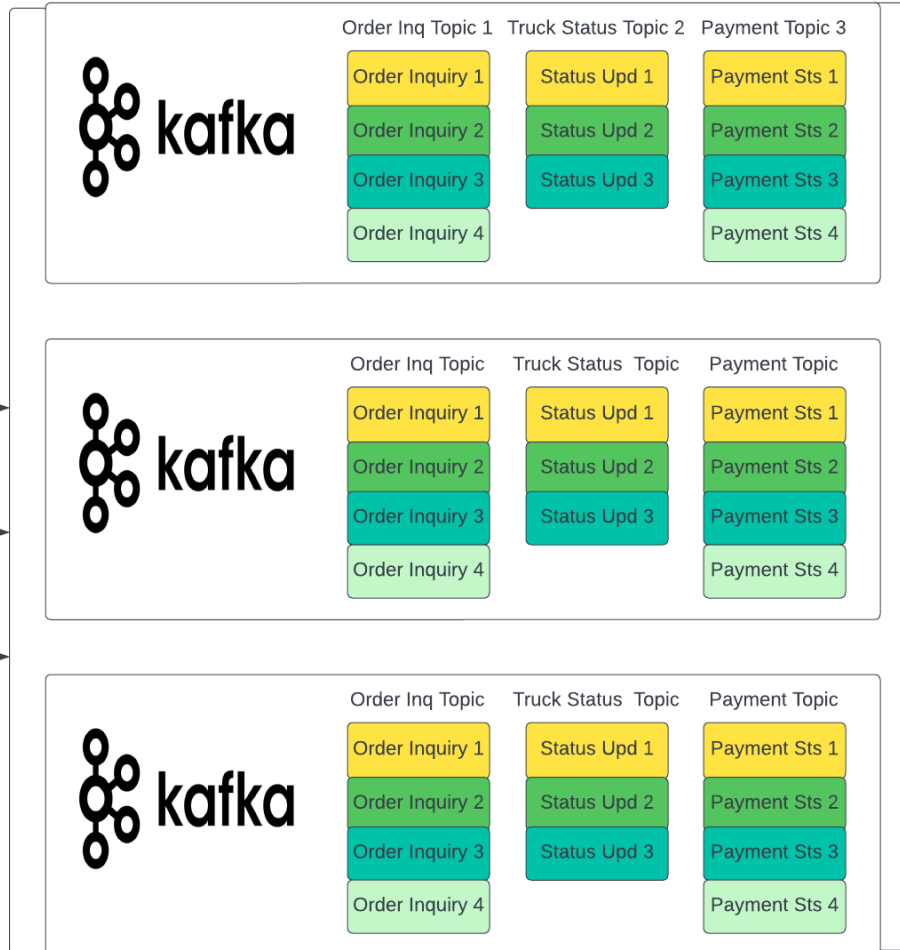 Order Inq Topic 1 Truck Status Topic 2 Payment Topic 3
Order Inquiry 1 Status Upd 1 Payment Sts 1
kafka
Order Inquiry 2 Status Upd 2 Payment Sts 2
Order Inquiry 3 Status Upd 3 Payment Sts 3
Order Inquiry 4 Payment Sts 4
Order Inq Topic Truck Status Topic Payment Topic
Order Inquiry 1 Status Upd 1 Payment Sts 1
kafka
Order Inquiry 2 Status Upd 2 Payment Sts 2
Order Inquiry 3 Status Upd 3 Payment Sts 3
Order Inquiry 4 Payment Sts 4
Order Inq Topic Truck Status Topic Payment Topic
Order Inquiry 1 Status Upd 1 Payment Sts 1
kafka
Order Inquiry 2 Status Upd 2 Payment Sts 2
Order Inquiry 3 Status Upd 3 Payment Sts 3
Order Inquiry 4 Payment Sts 4